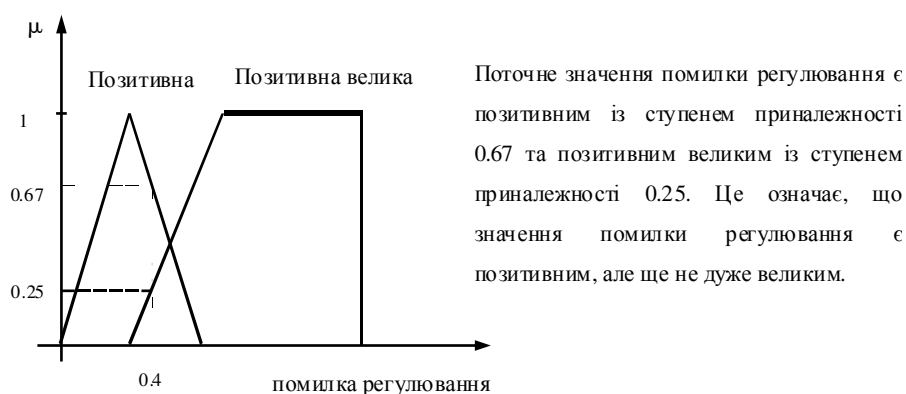 μ
Позитивна
Позитивна велика
1
0.67
0.25
0.4
помилка регулювання
Поточне значення помилки регулювання є
позитивним із ступенем приналежності
0.67 та позитивним великим із ступенем
приналежності 0.25. Це означає, що
значення помилки регулювання є
позитивним, але ще не дуже великим.